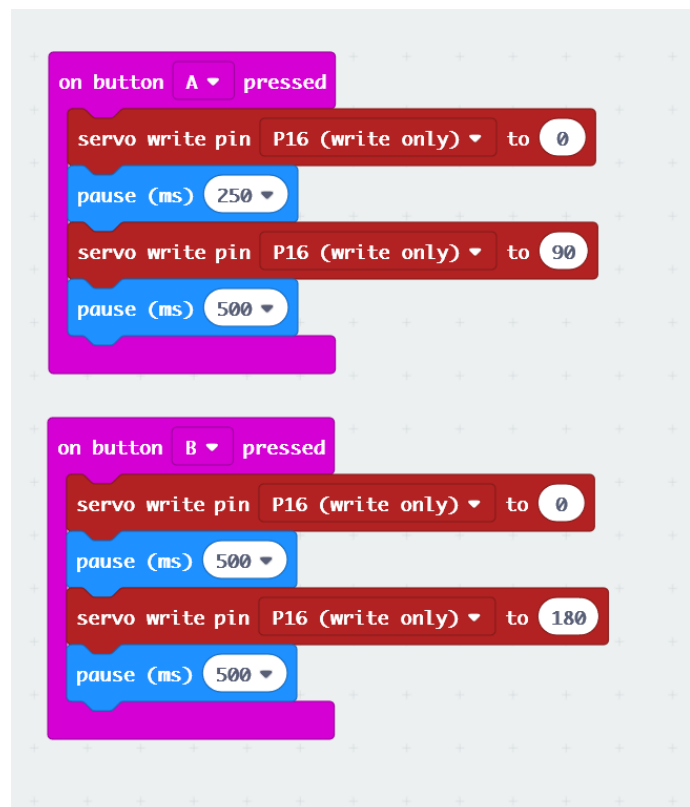 on button A pressed
servo write pin P16 (write only) to 0
pause (ms) 250
servo write pin P16 (write only) to 90
pause (ms) 500
on button B pressed
servo write pin P16 (write only) to 0
pause (ms) 500
servo write pin P16 (write only) to 180
pause (ms) 500